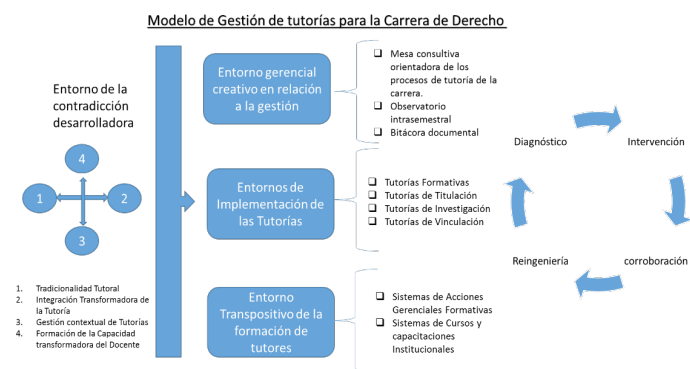 Modelo de Gestión de tutorías para la Carrera de Derecho
Entorno de la
contradicción
desarrolladora
4
1
2
3
1. Tradicionalidad Tutoral
2. Integración Transformadora de
la Tutoría
3. Gestión contextual de Tutorías
4. Formación de la Capacidad
transformadora del Docente
Entorno gerencial
creativo en relación
a la gestión
Mesa consultiva
orientadora de los
procesos de tutoría de la
carrera.
Observatorio
intrasemestral
Bitácora documental
Entornos de
Implementación de
las Tutorías
Tutorías Formativas
Tutorías de Titulación
Tutorías de Investigación
Tutorías de Vinculación
Entorno
Transpositivo de la
formación de
tutores
Sistemas de Acciones
Gerenciales Formativas
Sistemas de Cursos y
capacitaciones
Institucionales
Diagnóstico
Intervención
Reingeniería
corroboración